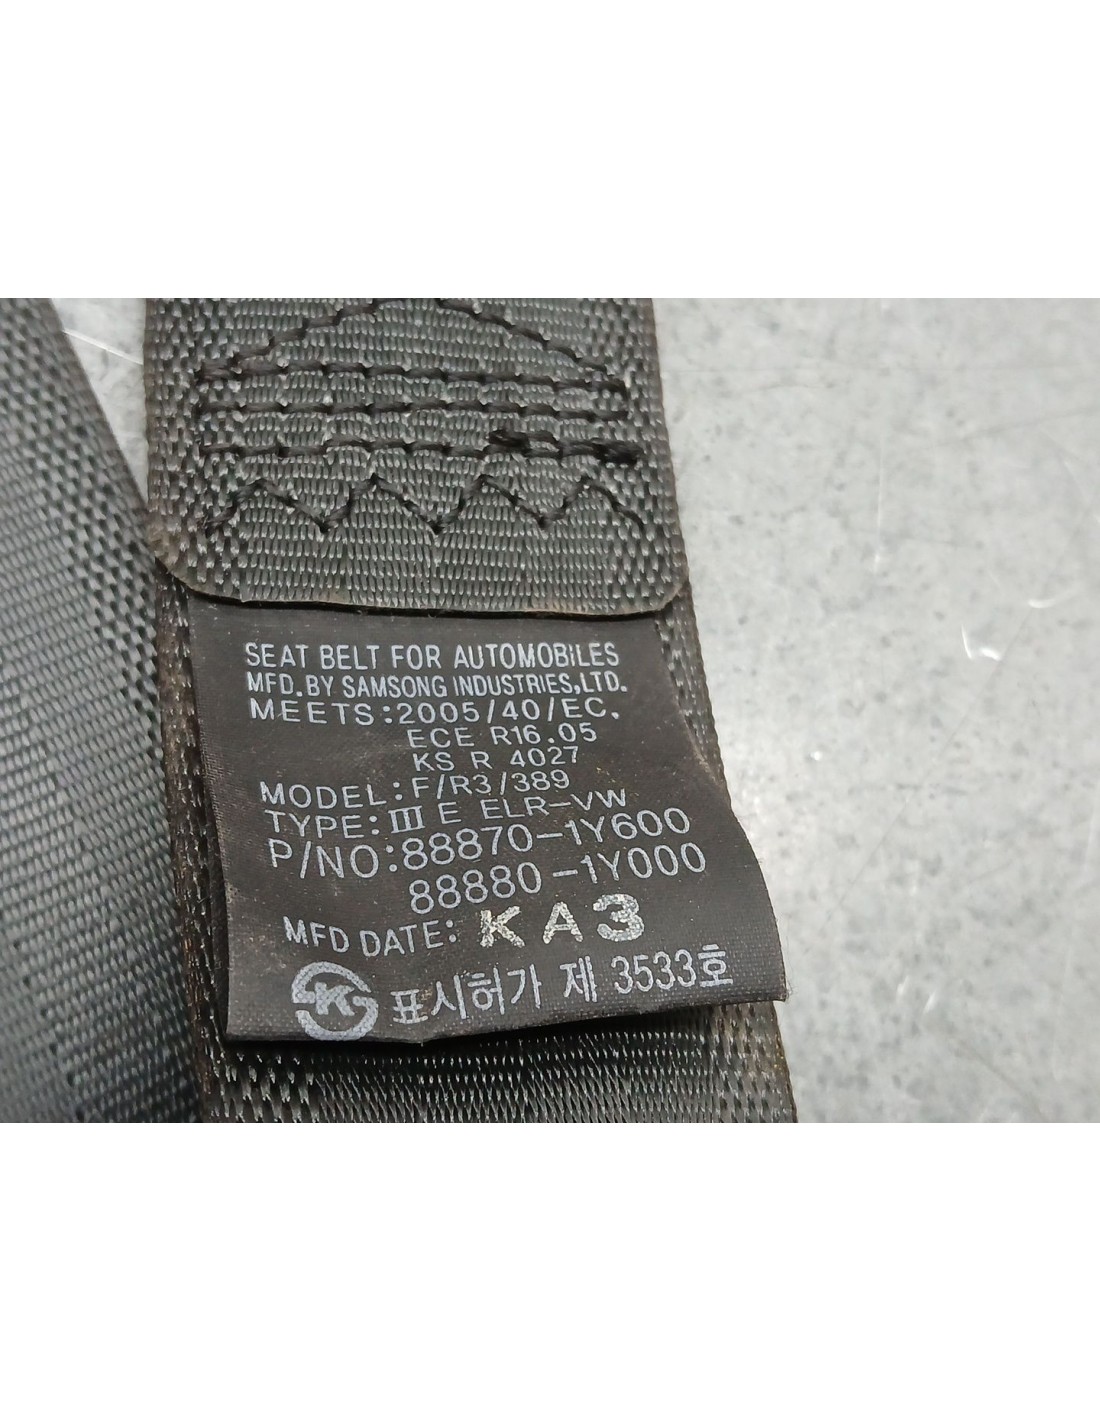 SEAT BELT FOR AUTOMOBILES
MFD.BY SAMSONG INDUSTRIES,LTD.
MEETS:2005/40/EC.
ECE R16.05
KS R 4027
MODEL:F/R3/389
TYPE:Ⅲ E ELR-VW
P/NO:88870-1Y600
88880-1Y000
MFD DATE: KA3
K 표시허가 제 3533호